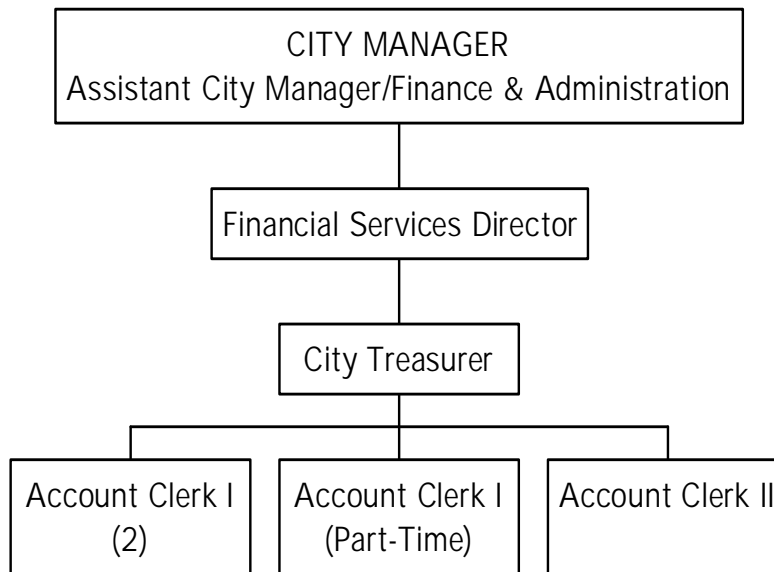 CITY MANAGER
Assistant City Manager/Finance & Administration
Financial Services Director
City Treasurer
Account Clerk I
(2)
Account Clerk I
(Part-Time)
Account Clerk II